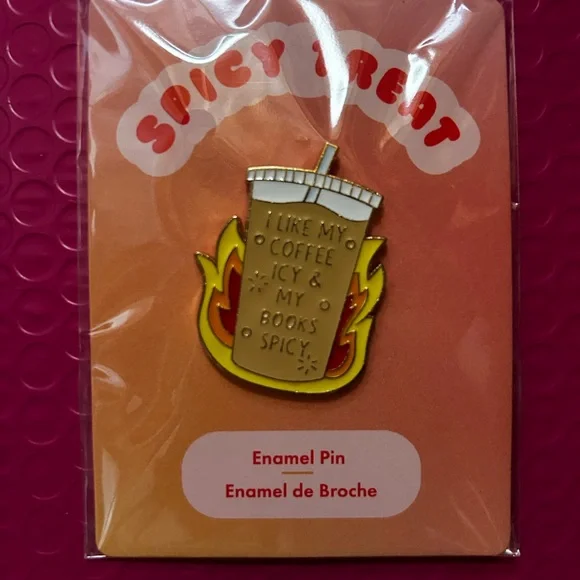 SPICY TREAT
I LIKE MY
COFFEE
ICY &
MY
BOOKS
SPICY
Enamel Pin
Enamel de Broche